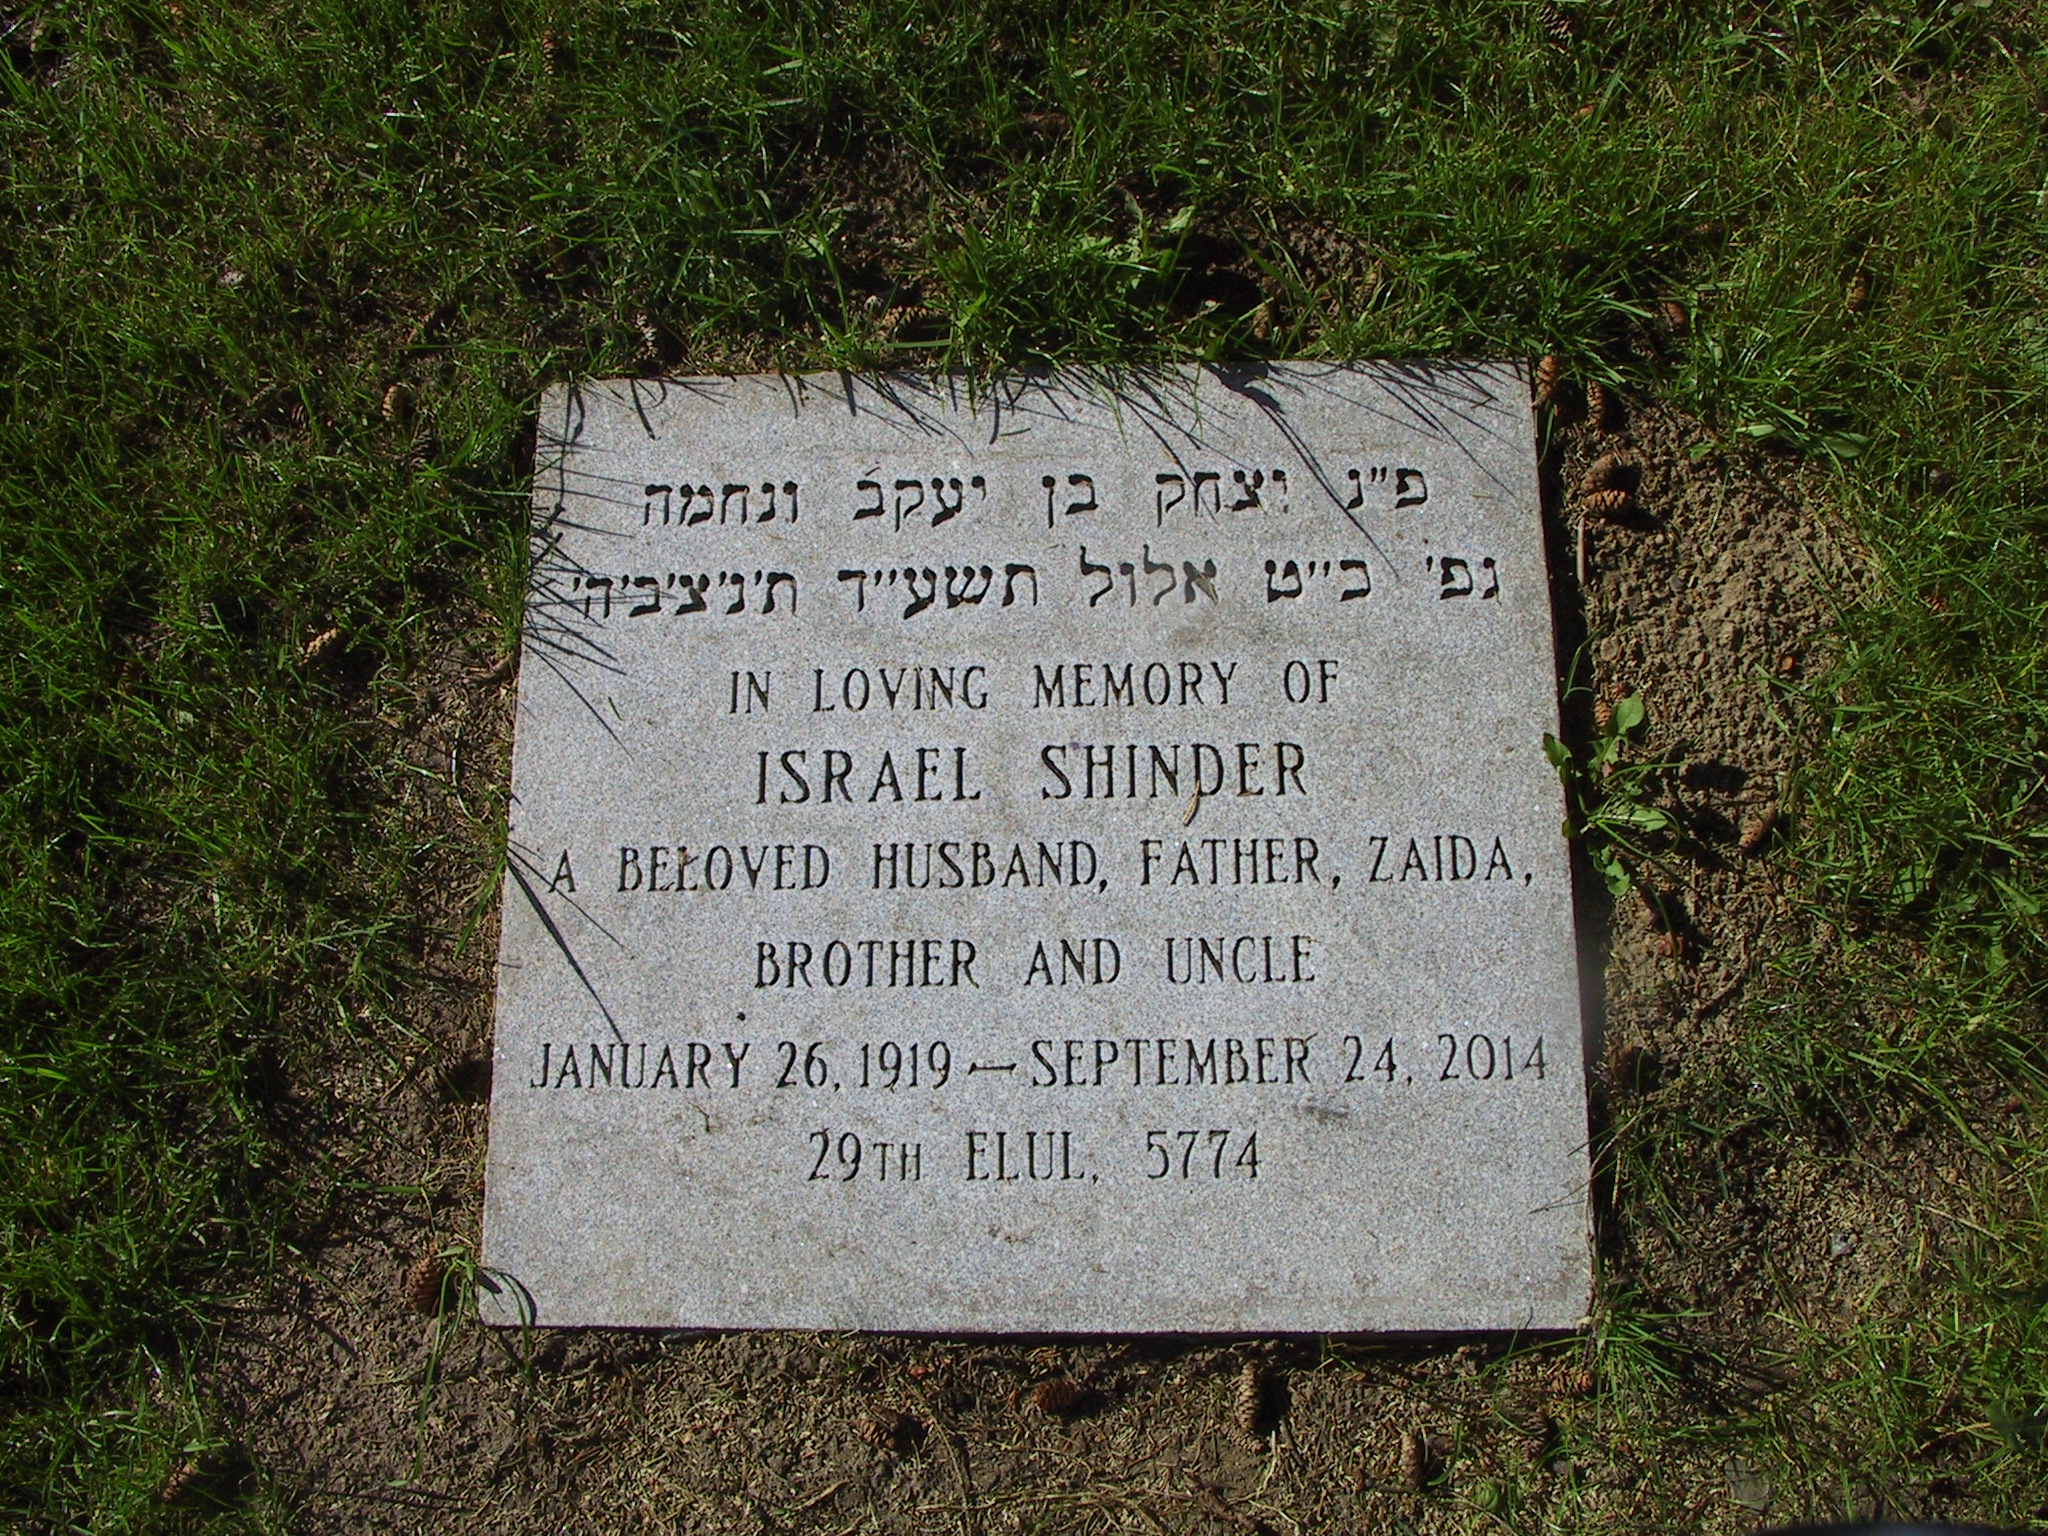 פ"נ יצחק בן יעקב ונחמה
נפ' כ"ט אלול תשע"ד ת'נ'צ'ב'ה'
IN LOVING MEMORY OF
ISRAEL SHINDER
A BELOVED HUSBAND, FATHER, ZAIDA,
BROTHER AND UNCLE
JANUARY 26, 1919 — SEPTEMBER 24, 2014
29TH ELUL, 5774